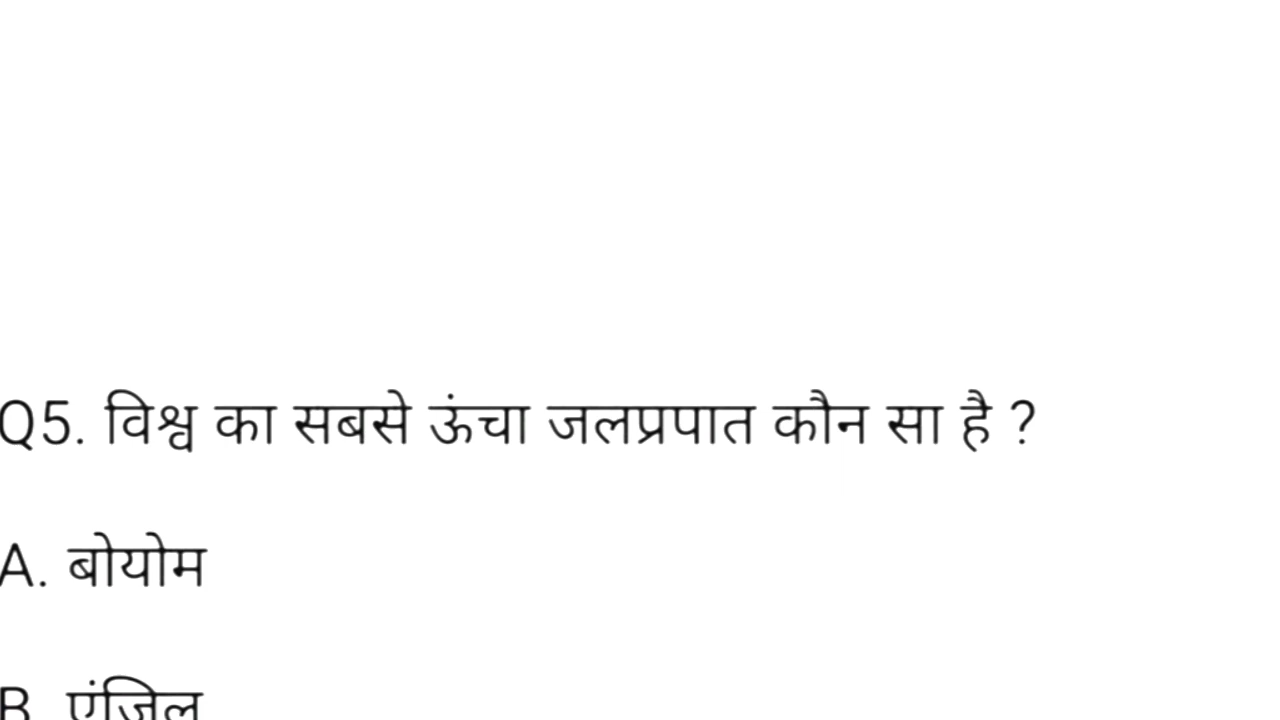 Q5. विश्व का सबसे ऊंचा जलप्रपात कौन सा है ?
A. बोयोम
B. एंजिल